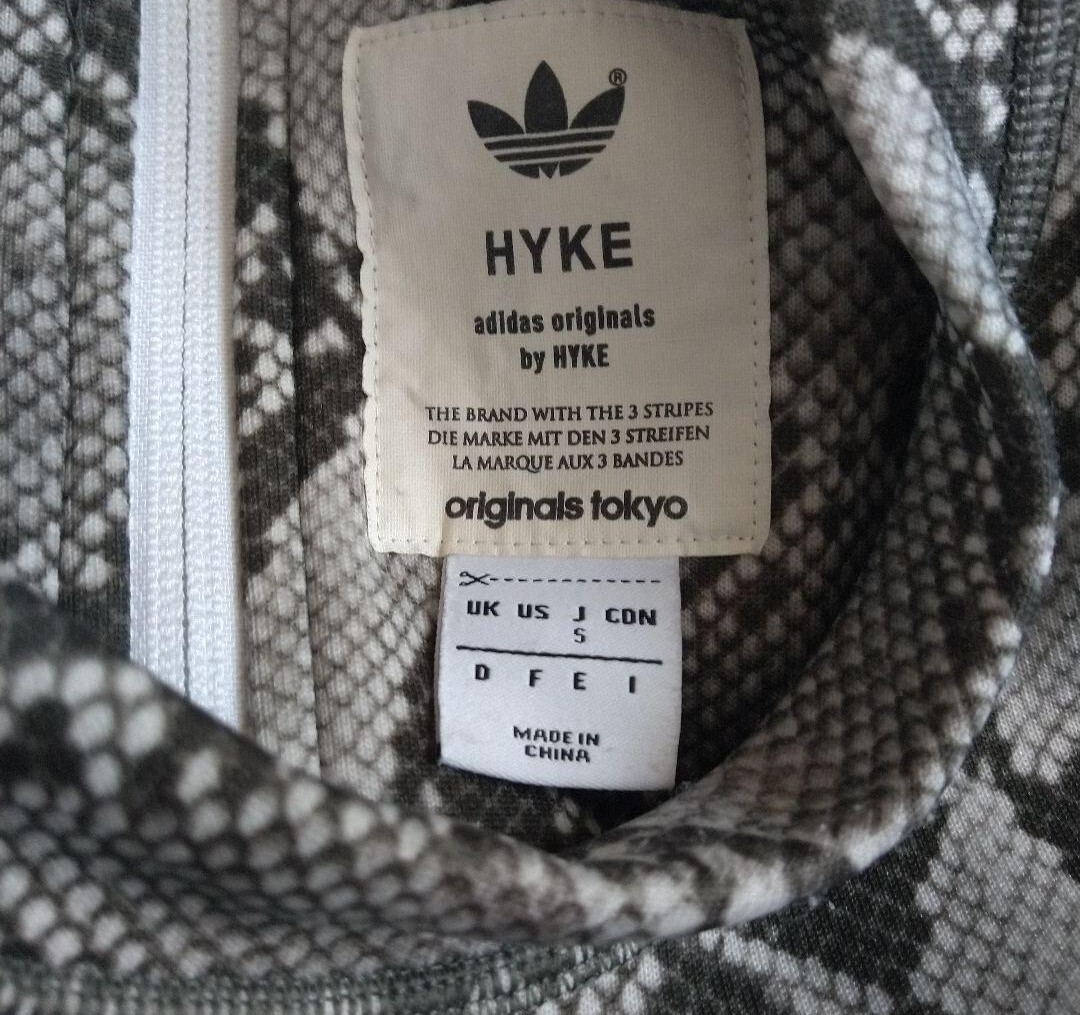 ®
HYKE
adidas originals
by HYKE
THE BRAND WITH THE 3 STRIPES
DIE MARKE MIT DEN 3 STREIFEN
LA MARQUE AUX 3 BANDES
originals tokyo
UK US J CDN
S
D F E I
MADE IN
CHINA